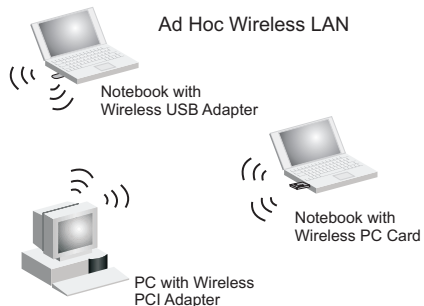 Ad Hoc Wireless LAN
Notebook with
Wireless USB Adapter
Notebook with
Wireless PC Card
PC with Wireless
PCI Adapter